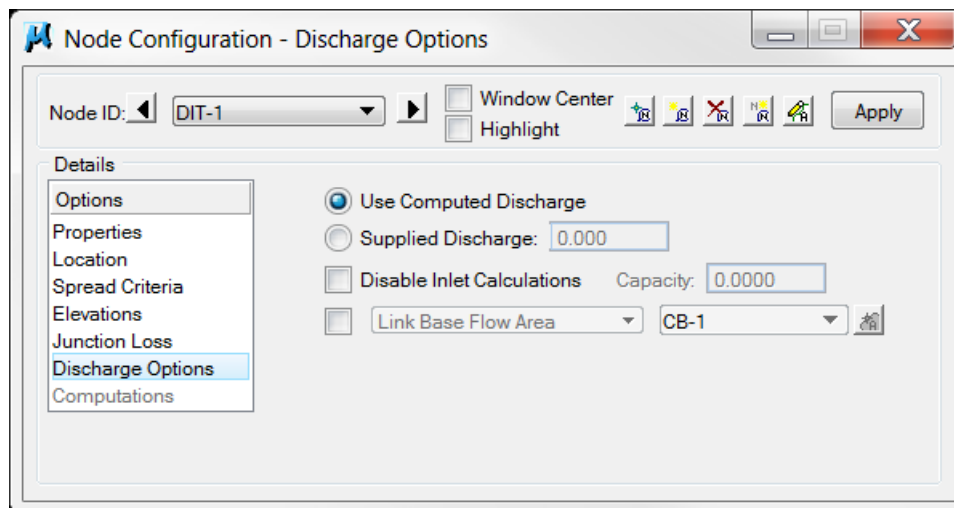 Node Configuration - Discharge Options
Node ID: DIT-1 Window Center Highlight Apply
Details
Options
Properties
Location
Spread Criteria
Elevations
Junction Loss
Discharge Options
Computations
Use Computed Discharge
Supplied Discharge: 0.000
Disable Inlet Calculations Capacity: 0.0000
Link Base Flow Area CB-1